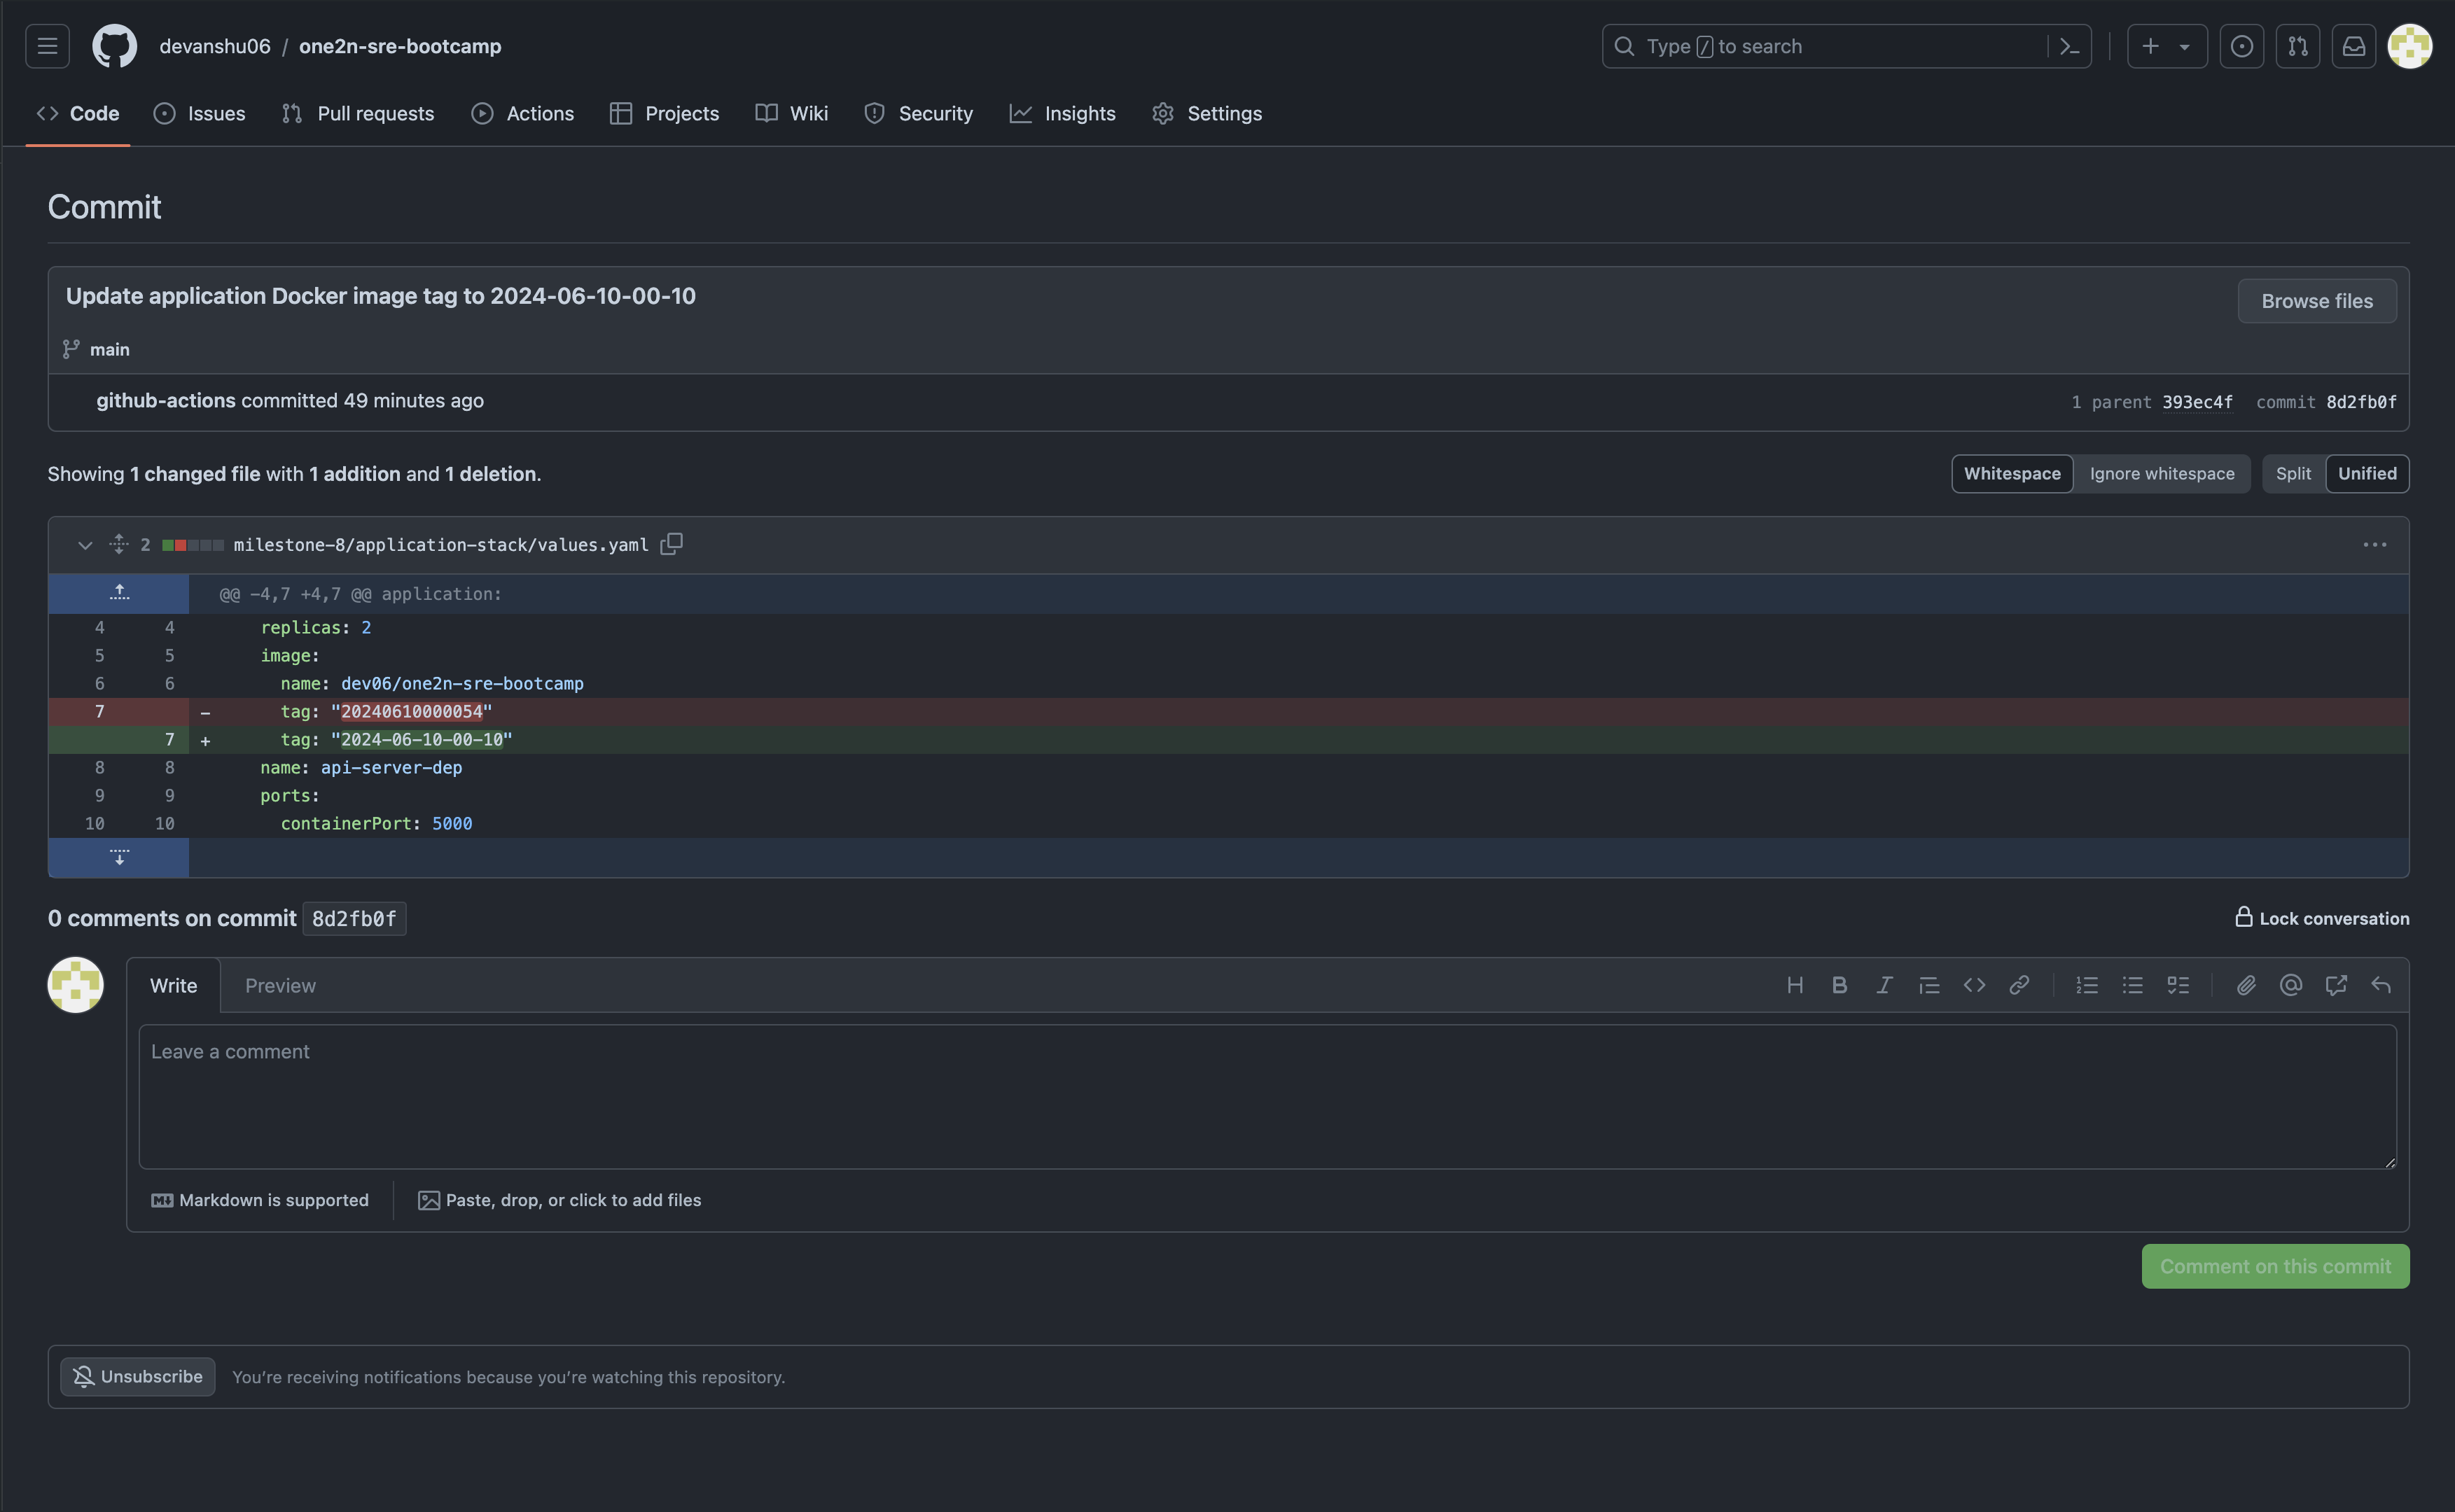 devanshu06 / one2n-sre-bootcamp
Type / to search
Code Issues Pull requests Actions Projects Wiki Security Insights Settings
Commit
Update application Docker image tag to 2024-06-10-00-10
Browse files
main
github-actions committed 49 minutes ago
1 parent 393ec4f commit 8d2fb0f
Showing 1 changed file with 1 addition and 1 deletion.
Whitespace Ignore whitespace Split Unified
2 milestone-8/application-stack/values.yaml
@@ -4,7 +4,7 @@ application:
4 4 replicas: 2
5 5 image:
6 6 name: dev06/one2n-sre-bootcamp
7 - tag: "20240610000054"
7 + tag: "2024-06-10-00-10"
8 8 name: api-server-dep
9 9 ports:
10 10 containerPort: 5000
0 comments on commit 8d2fb0f
Lock conversation
Write Preview
Leave a comment
Markdown is supported
Paste, drop, or click to add files
Comment on this commit
Unsubscribe You’re receiving notifications because you’re watching this repository.